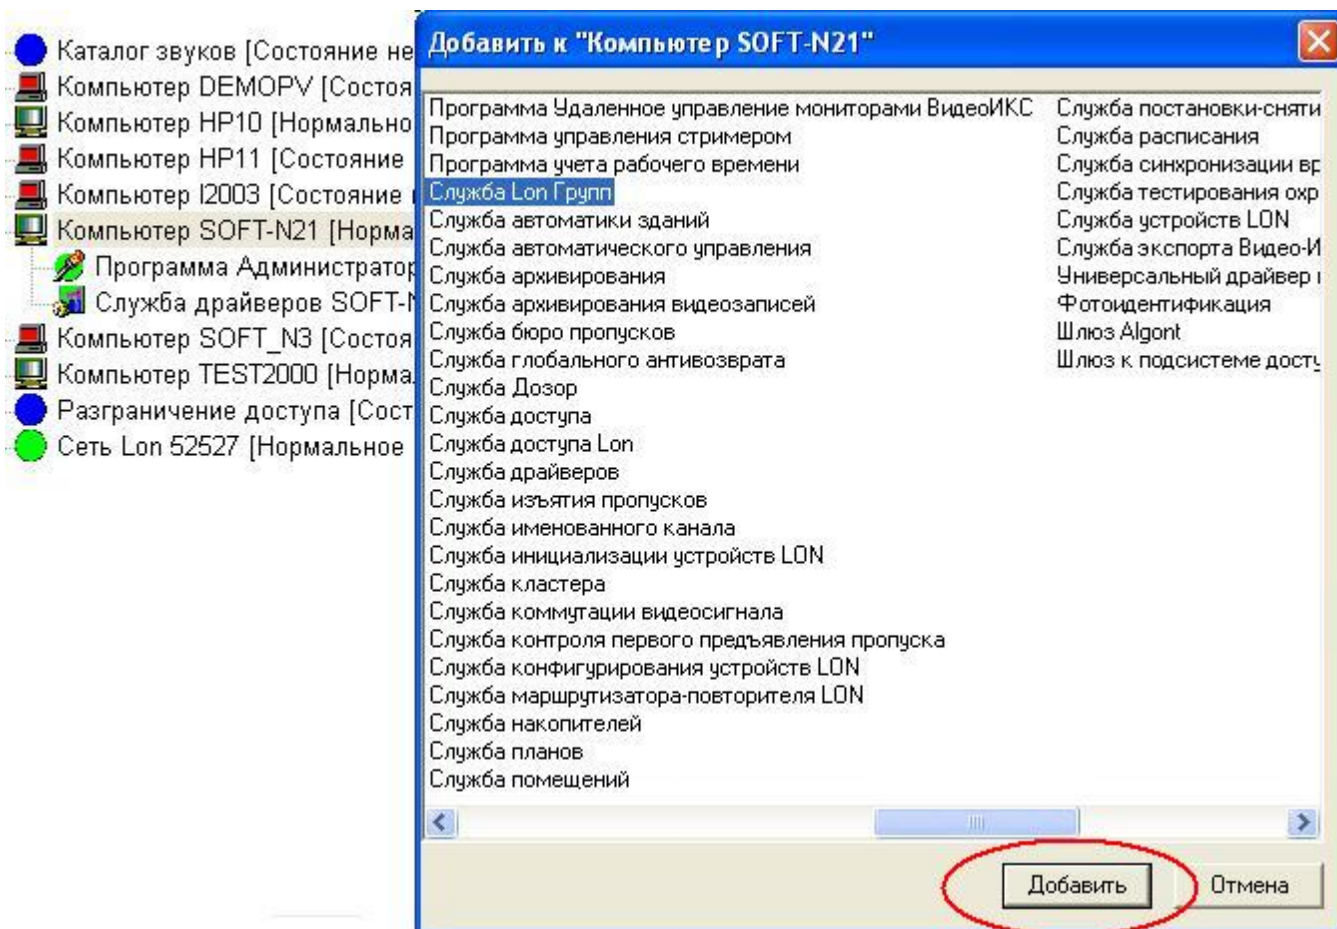 Каталог звуков [Состояние не
Компьютер DEMOPV [Состоя
Компьютер HP10 [Нормально
Компьютер HP11 [Состояние
Компьютер I2003 [Состояние
Компьютер SOFT-N21 [Норма
Программа Администратор
Служба драйверов SOFT-N
Компьютер SOFT_N3 [Состоя
Компьютер TEST2000 [Норма
Разграничение доступа [Сост
Сеть Lon 52527 [Нормальное
Добавить к "Компьютер SOFT-N21"
Программа Удаленное управление мониторами ВидеоИКС
Программа управления стримером
Программа учета рабочего времени
Служба Lon Групп
Служба автоматики зданий
Служба автоматического управления
Служба архивирования
Служба архивирования видеозаписей
Служба бюро пропусков
Служба глобального антивозврата
Служба Дозор
Служба доступа
Служба доступа Lon
Служба драйверов
Служба изъятия пропусков
Служба именованного канала
Служба инициализации устройств LON
Служба кластера
Служба коммутации видеосигнала
Служба контроля первого предъявления пропуска
Служба конфигурирования устройств LON
Служба маршрутизатора-повторителя LON
Служба накопителей
Служба планов
Служба помещений
Служба постановки-сняти
Служба расписания
Служба синхронизации вр
Служба тестирования охр
Служба устройств LON
Служба экспорта Видео-И
Универсальный драйвер
Фотоидентификация
Шлюз Algont
Шлюз к подсистеме досту
Добавить
Отмена